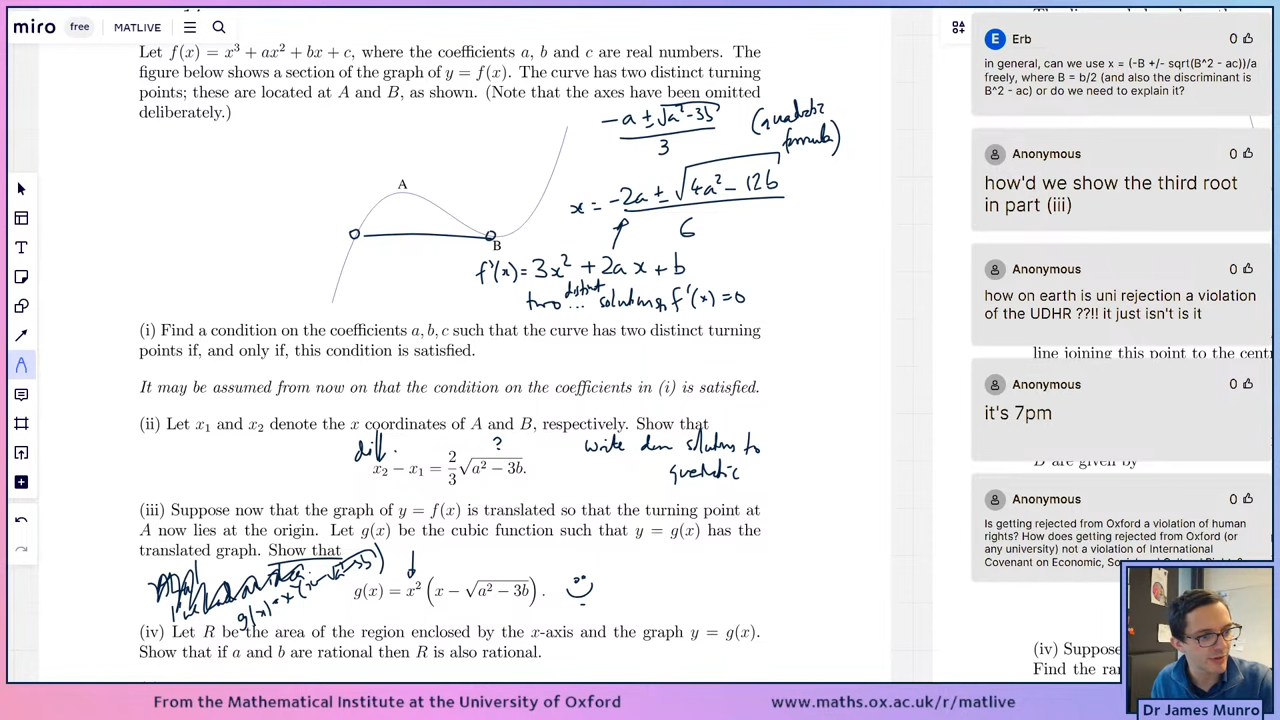 miro free MATLIVE
Let f(x) = x³ + ax² + bx + c, where the coefficients a, b and c are real numbers. The
figure below shows a section of the graph of y = f(x). The curve has two distinct turning
points; these are located at A and B, as shown. (Note that the axes have been omitted
deliberately.)
-a ± √a²-3b
3
(quadratic
formula)
A
x = -2a ± √4a² - 12b
6
B
f'(x) = 3x² + 2ax + b
distinct
two ... solutions f'(x) = 0
(i) Find a condition on the coefficients a, b, c such that the curve has two distinct turning
points if, and only if, this condition is satisfied.
It may be assumed from now on that the condition on the coefficients in (i) is satisfied.
(ii) Let x₁ and x₂ denote the x coordinates of A and B, respectively. Show that
diff.
?
write down solutions to
quadratic
x₂ − x₁ = 2/3 √a² − 3b.
(iii) Suppose now that the graph of y = f(x) is translated so that the turning point at
A now lies at the origin. Let g(x) be the cubic function such that y = g(x) has the
translated graph. Show that
g(x) = x² (x − √a² − 3b).
(iv) Let R be the area of the region enclosed by the x-axis and the graph y = g(x).
Show that if a and b are rational then R is also rational.
E Erb 0
in general, can we use x = (-B +/- sqrt(B^2 - ac))/a
freely, where B = b/2 (and also the discriminant is
B^2 - ac) or do we need to explain it?
Anonymous 0
how'd we show the third root
in part (iii)
Anonymous 0
how on earth is uni rejection a violation
of the UDHR ??!! it just isn't is it
line joining this point to the cent
Anonymous 0
it's 7pm
D are given by
Anonymous 0
Is getting rejected from Oxford a violation of human
rights? How does getting rejected from Oxford (or
any university) not a violation of International
(iv) Suppose
Find the ra
From the Mathematical Institute at the University of Oxford
www.maths.ox.ac.uk/r/matlive
Dr James Munro